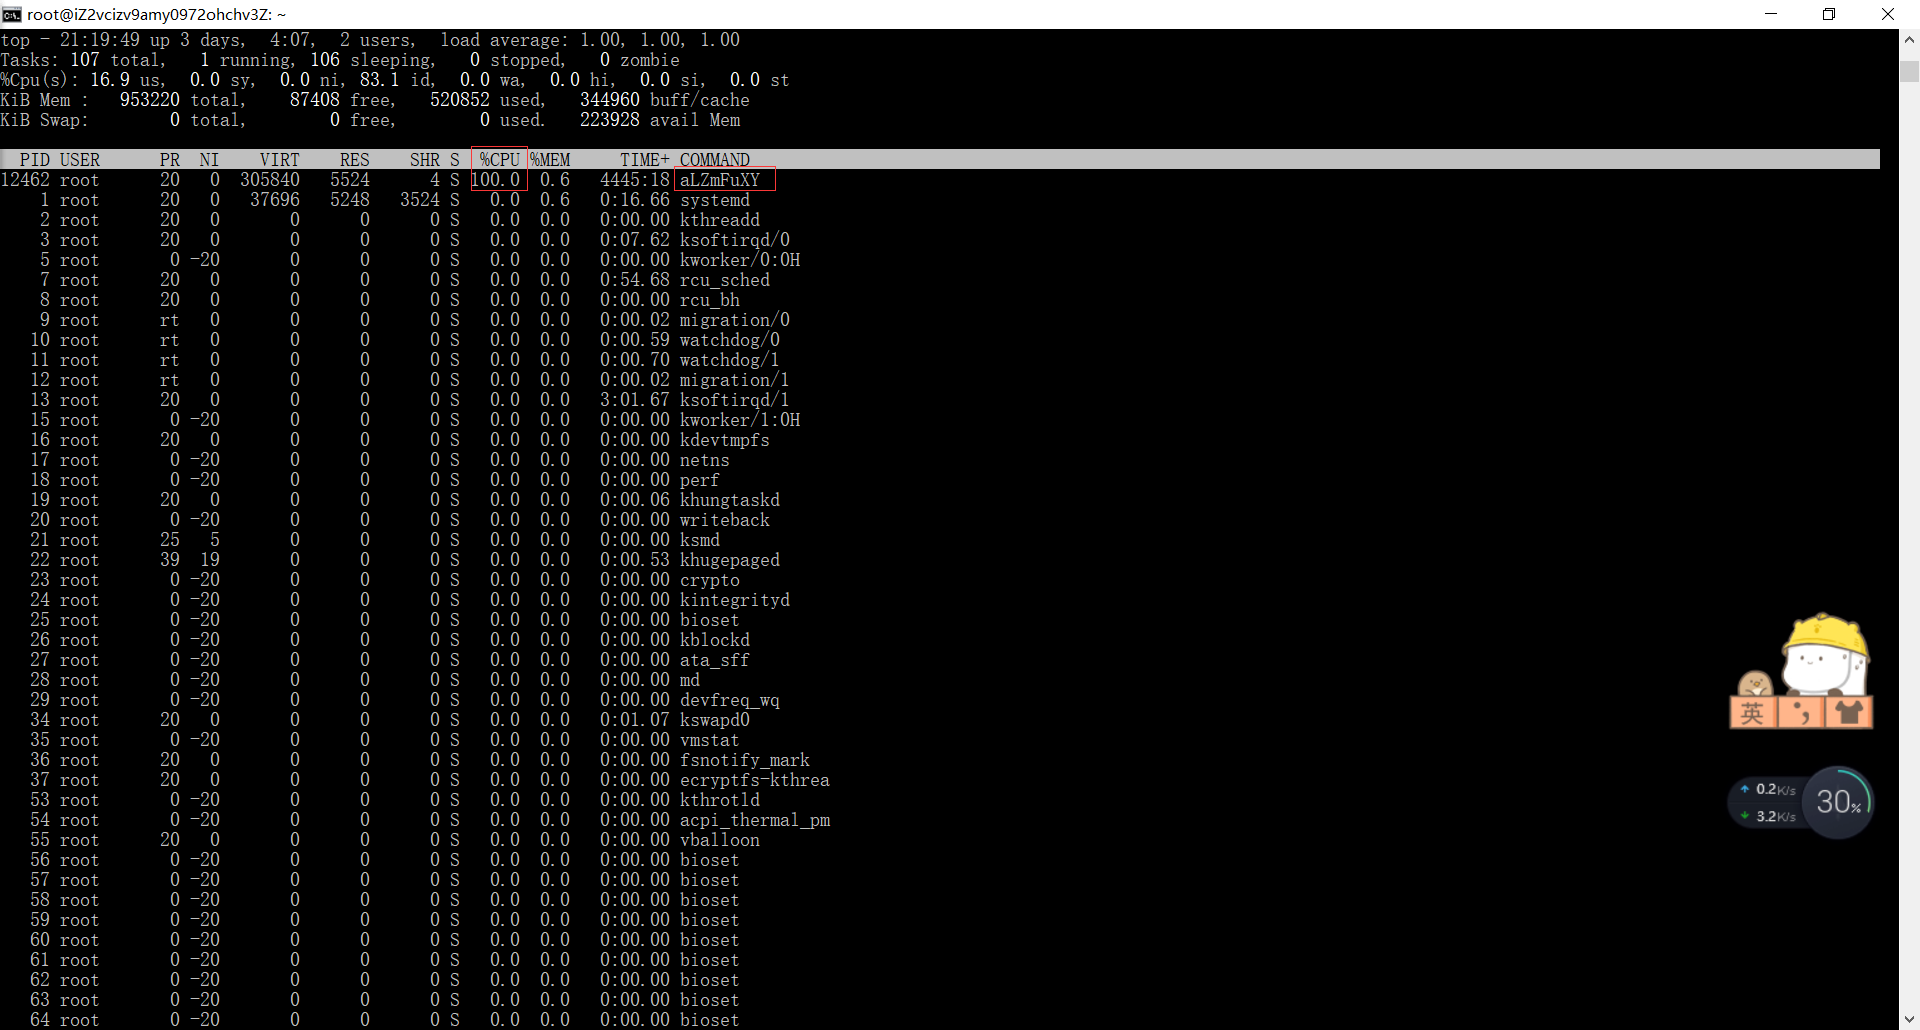 root@iZ2vcizv9amy0972ohchv3Z: ~
top - 21:19:49 up 3 days,  4:07,  2 users,  load average: 1.00, 1.00, 1.00
Tasks: 107 total,   1 running, 106 sleeping,   0 stopped,   0 zombie
%Cpu(s): 16.9 us,  0.0 sy,  0.0 ni, 83.1 id,  0.0 wa,  0.0 hi,  0.0 si,  0.0 st
KiB Mem :   953220 total,    87408 free,   520852 used,   344960 buff/cache
KiB Swap:        0 total,        0 free,        0 used.   223928 avail Mem
PID USER      PR  NI    VIRT    RES    SHR S  %CPU %MEM     TIME+ COMMAND
12462 root      20   0  305840   5524      4 S 100.0  0.6   4445:18 aLZmFuXY
1 root      20   0   37696   5248   3524 S   0.0  0.6   0:16.66 systemd
2 root      20   0       0      0      0 S   0.0  0.0   0:00.00 kthreadd
3 root      20   0       0      0      0 S   0.0  0.0   0:07.62 ksoftirqd/0
5 root       0 -20       0      0      0 S   0.0  0.0   0:00.00 kworker/0:0H
7 root      20   0       0      0      0 S   0.0  0.0   0:54.68 rcu_sched
8 root      20   0       0      0      0 S   0.0  0.0   0:00.00 rcu_bh
9 root      rt   0       0      0      0 S   0.0  0.0   0:00.02 migration/0
10 root      rt   0       0      0      0 S   0.0  0.0   0:00.59 watchdog/0
11 root      rt   0       0      0      0 S   0.0  0.0   0:00.70 watchdog/1
12 root      rt   0       0      0      0 S   0.0  0.0   0:00.02 migration/1
13 root      20   0       0      0      0 S   0.0  0.0   3:01.67 ksoftirqd/1
15 root       0 -20       0      0      0 S   0.0  0.0   0:00.00 kworker/1:0H
16 root      20   0       0      0      0 S   0.0  0.0   0:00.00 kdevtmpfs
17 root       0 -20       0      0      0 S   0.0  0.0   0:00.00 netns
18 root       0 -20       0      0      0 S   0.0  0.0   0:00.00 perf
19 root      20   0       0      0      0 S   0.0  0.0   0:00.06 khungtaskd
20 root       0 -20       0      0      0 S   0.0  0.0   0:00.00 writeback
21 root      25   5       0      0      0 S   0.0  0.0   0:00.00 ksmd
22 root      39  19       0      0      0 S   0.0  0.0   0:00.53 khugepaged
23 root       0 -20       0      0      0 S   0.0  0.0   0:00.00 crypto
24 root       0 -20       0      0      0 S   0.0  0.0   0:00.00 kintegrityd
25 root       0 -20       0      0      0 S   0.0  0.0   0:00.00 bioset
26 root       0 -20       0      0      0 S   0.0  0.0   0:00.00 kblockd
27 root       0 -20       0      0      0 S   0.0  0.0   0:00.00 ata_sff
28 root       0 -20       0      0      0 S   0.0  0.0   0:00.00 md
29 root       0 -20       0      0      0 S   0.0  0.0   0:00.00 devfreq_wq
34 root      20   0       0      0      0 S   0.0  0.0   0:01.07 kswapd0
35 root       0 -20       0      0      0 S   0.0  0.0   0:00.00 vmstat
36 root      20   0       0      0      0 S   0.0  0.0   0:00.00 fsnotify_mark
37 root      20   0       0      0      0 S   0.0  0.0   0:00.00 ecryptfs-kthrea
53 root       0 -20       0      0      0 S   0.0  0.0   0:00.00 kthrotld
54 root       0 -20       0      0      0 S   0.0  0.0   0:00.00 acpi_thermal_pm
55 root      20   0       0      0      0 S   0.0  0.0   0:00.00 vballoon
56 root       0 -20       0      0      0 S   0.0  0.0   0:00.00 bioset
57 root       0 -20       0      0      0 S   0.0  0.0   0:00.00 bioset
58 root       0 -20       0      0      0 S   0.0  0.0   0:00.00 bioset
59 root       0 -20       0      0      0 S   0.0  0.0   0:00.00 bioset
60 root       0 -20       0      0      0 S   0.0  0.0   0:00.00 bioset
61 root       0 -20       0      0      0 S   0.0  0.0   0:00.00 bioset
62 root       0 -20       0      0      0 S   0.0  0.0   0:00.00 bioset
63 root       0 -20       0      0      0 S   0.0  0.0   0:00.00 bioset
64 root       0 -20       0      0      0 S   0.0  0.0   0:00.00 bioset
英
0.2K/s
3.2K/s
30%